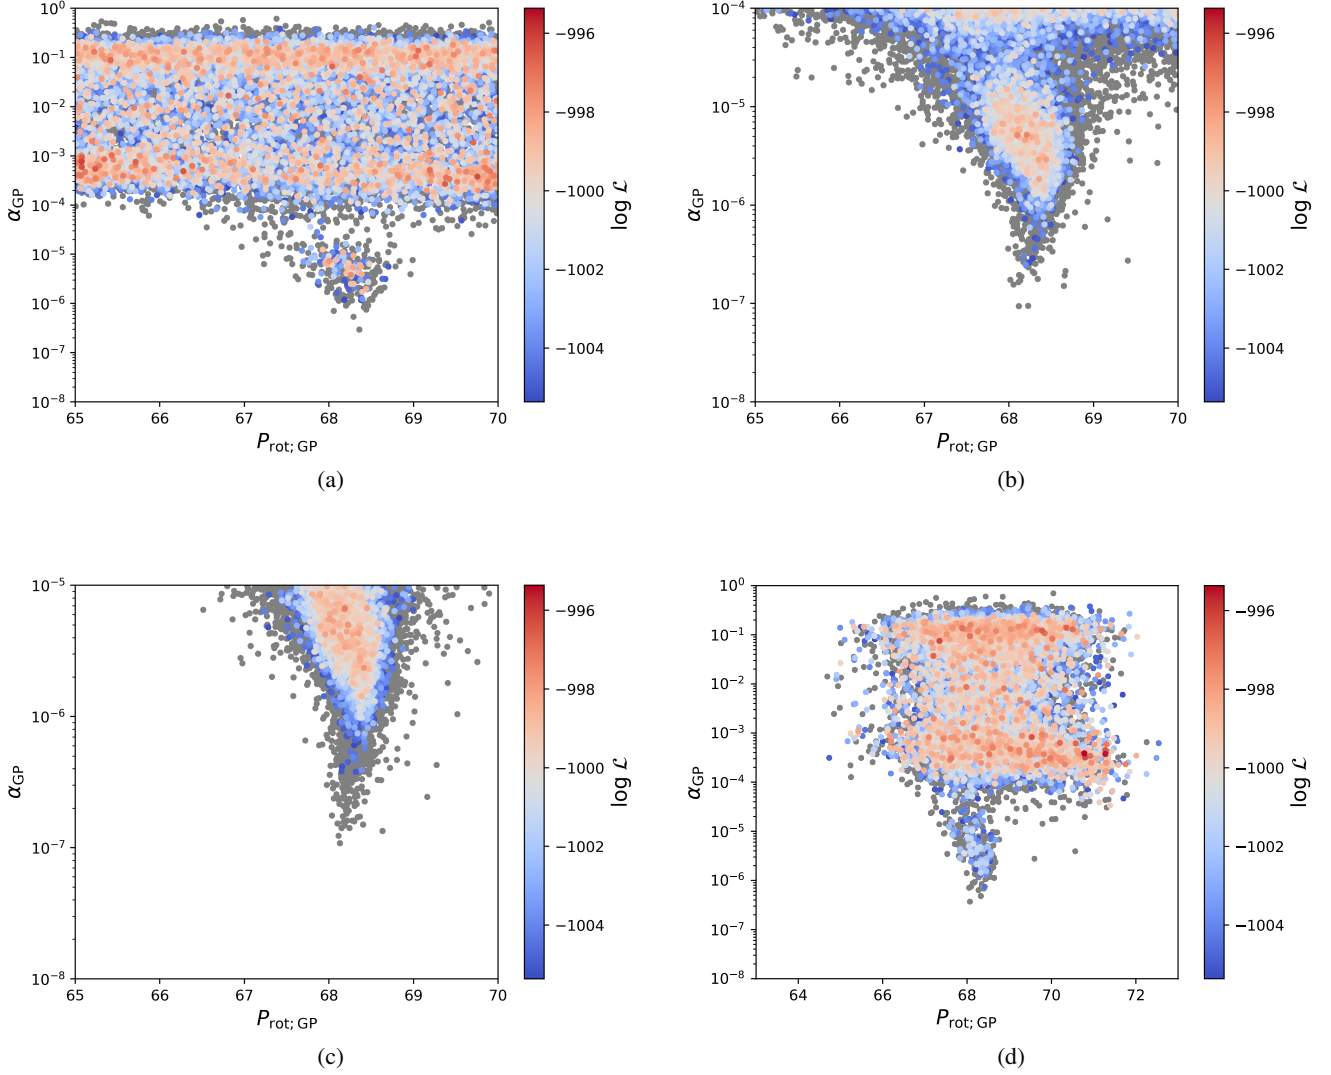 10⁰
10⁻¹
10⁻²
10⁻³
10⁻⁴
10⁻⁵
10⁻⁶
10⁻⁷
10⁻⁸
α_GP
65 66 67 68 69 70
P_rot; GP
−996
−998
−1000
−1002
−1004
log ℒ
(a)
10⁻⁴
10⁻⁵
10⁻⁶
10⁻⁷
10⁻⁸
α_GP
65 66 67 68 69 70
P_rot; GP
−996
−998
−1000
−1002
−1004
log ℒ
(b)
10⁻⁵
10⁻⁶
10⁻⁷
10⁻⁸
α_GP
65 66 67 68 69 70
P_rot; GP
−996
−998
−1000
−1002
−1004
log ℒ
(c)
10⁰
10⁻¹
10⁻²
10⁻³
10⁻⁴
10⁻⁵
10⁻⁶
10⁻⁷
10⁻⁸
α_GP
64 66 68 70 72
P_rot; GP
−996
−998
−1000
−1002
−1004
log ℒ
(d)